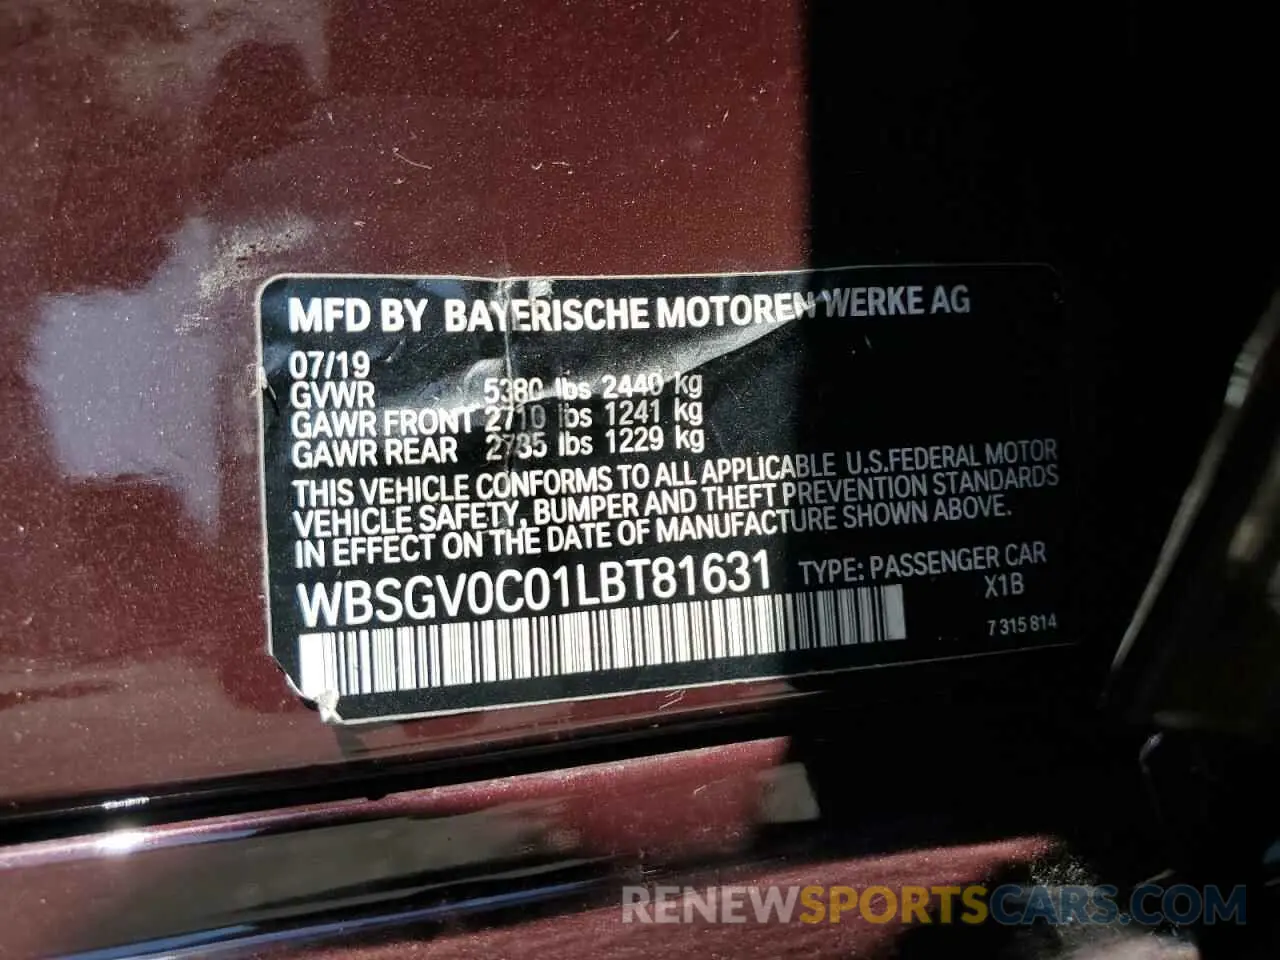 MFD BY BAYERISCHE MOTOREN WERKE AG
07/19
GVWR 5380 lbs 2440 kg
GAWR FRONT 2710 lbs 1241 kg
GAWR REAR 2735 lbs 1229 kg
THIS VEHICLE CONFORMS TO ALL APPLICABLE U.S.FEDERAL MOTOR
VEHICLE SAFETY, BUMPER AND THEFT PREVENTION STANDARDS
IN EFFECT ON THE DATE OF MANUFACTURE SHOWN ABOVE.
WBSGV0C01LBT81631 TYPE: PASSENGER CAR
X1B
7 315 814
RENEWSPORTSCARS.COM